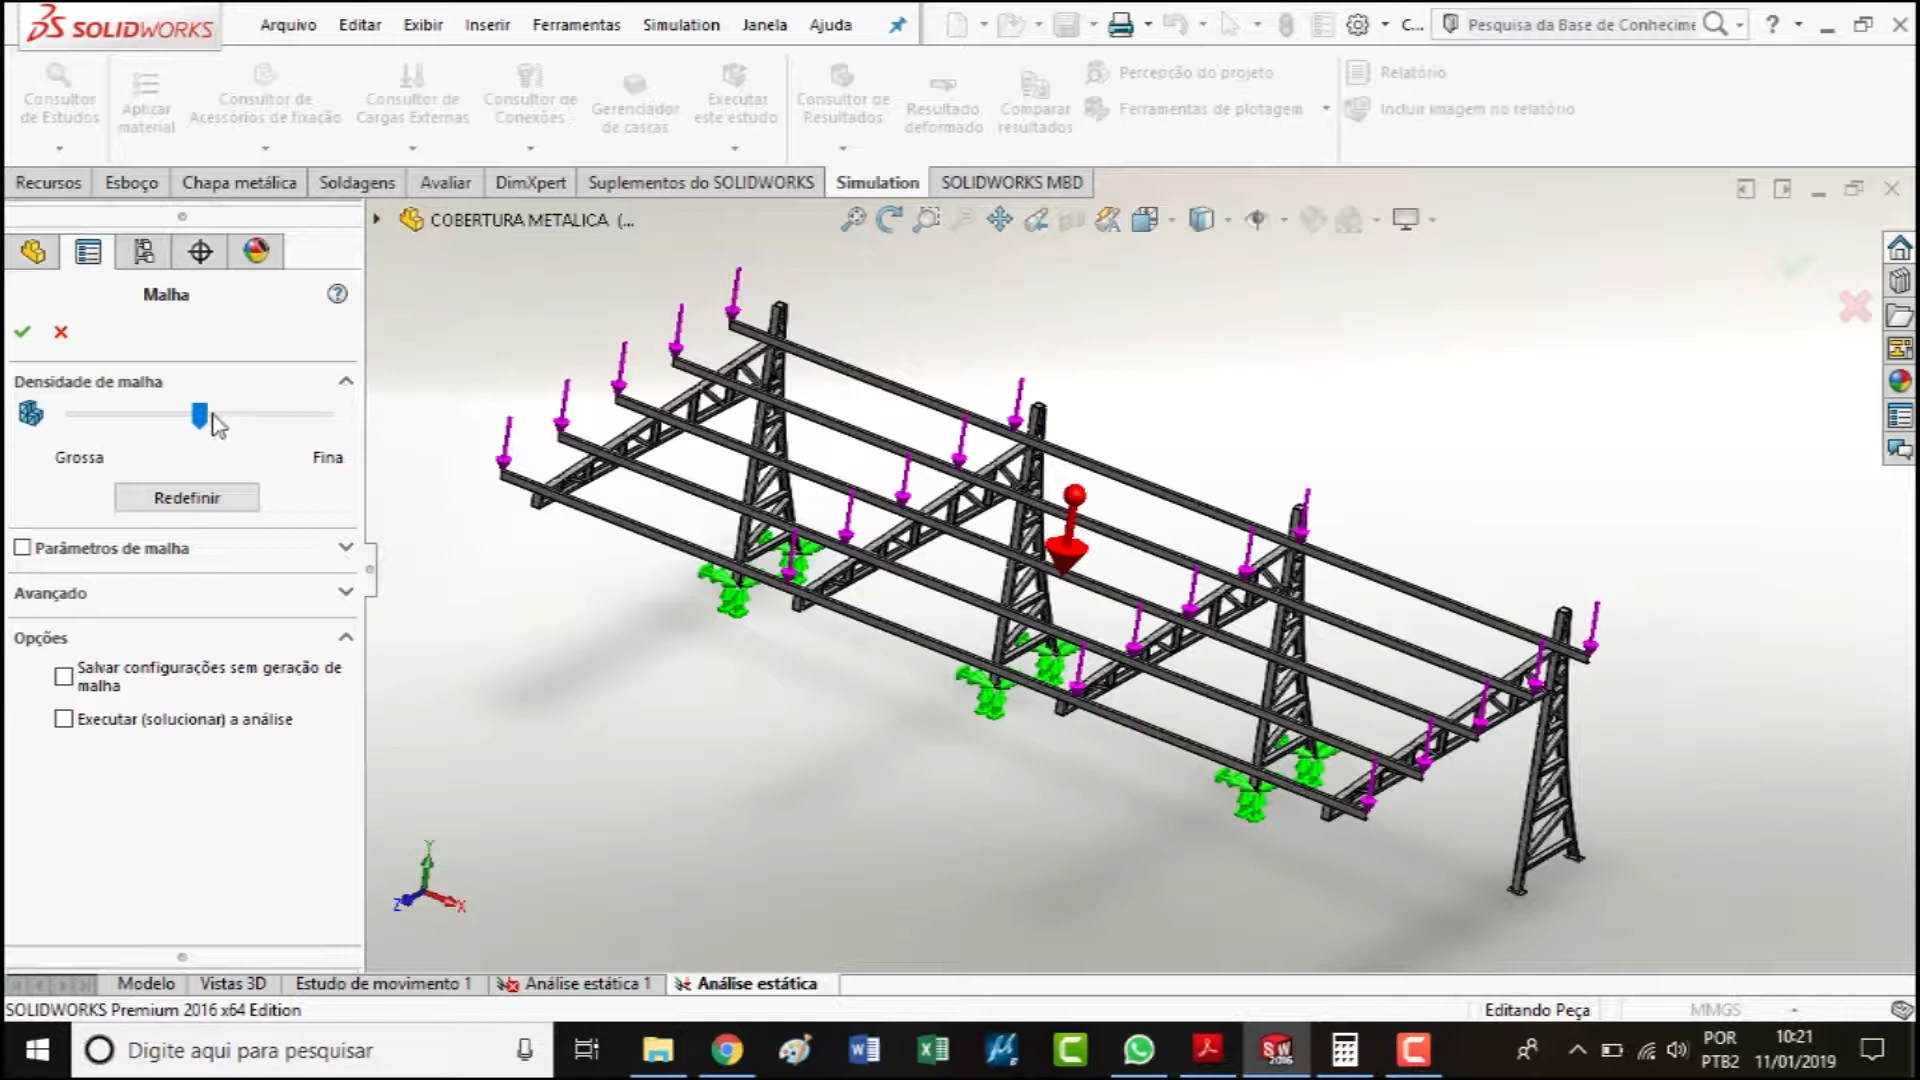 SOLIDWORKS
Arquivo Editar Exibir Inserir Ferramentas Simulation Janela Ajuda
C...
Pesquisa da Base de Conhecime
?
Consultor de Estudos
Aplicar material
Consultor de Acessórios de fixação
Consultor de Cargas Externas
Consultor de Conexões
Gerenciador de cascas
Executar este estudo
Consultor de Resultados
Resultado deformado
Comparar resultados
Percepção do projeto
Ferramentas de plotagem
Relatório
Incluir imagem no relatório
Recursos Esboço Chapa metálica Soldagens Avaliar DimXpert Suplementos do SOLIDWORKS Simulation SOLIDWORKS MBD
COBERTURA METALICA (...
Malha
?
Densidade de malha
Grossa Fina
Redefinir
Parâmetros de malha
Avançado
Opções
Salvar configurações sem geração de
malha
Executar (solucionar) a análise
Y
Z X
Modelo Vistas 3D Estudo de movimento 1 Análise estática 1 Análise estática
SOLIDWORKS Premium 2016 x64 Edition
Editando Peça MMGS
Digite aqui para pesquisar
SW
2016
POR
PTB2
10:21
11/01/2019